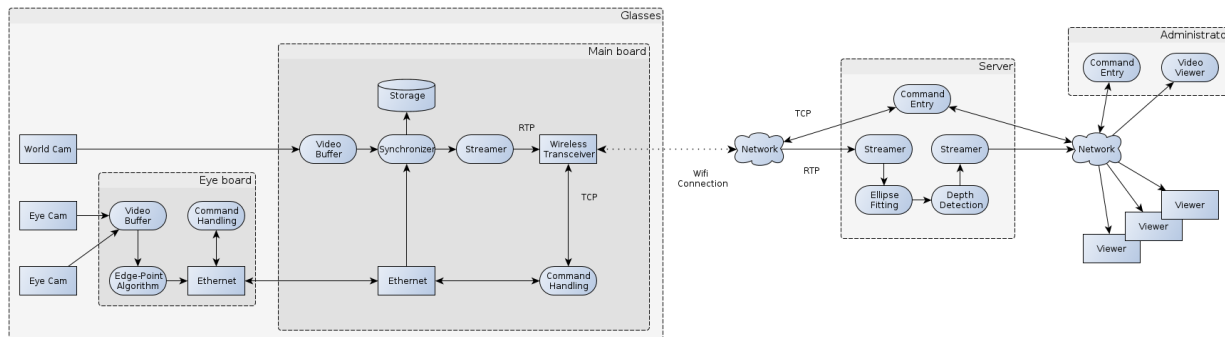 Glasses
Main board
Storage
World Cam
Video
Buffer
Synchronizer
Streamer
RTP
Wireless
Transceiver
TCP
Eye board
Eye Cam
Video
Buffer
Command
Handling
Eye Cam
Edge-Point
Algorithm
Ethernet
Ethernet
Command
Handling
Wifi
Connection
Network
TCP
RTP
Server
Command
Entry
Streamer
Streamer
Ellipse
Fitting
Depth
Detection
Administrato
Command
Entry
Video
Viewer
Network
Viewer
Viewer
Viewer